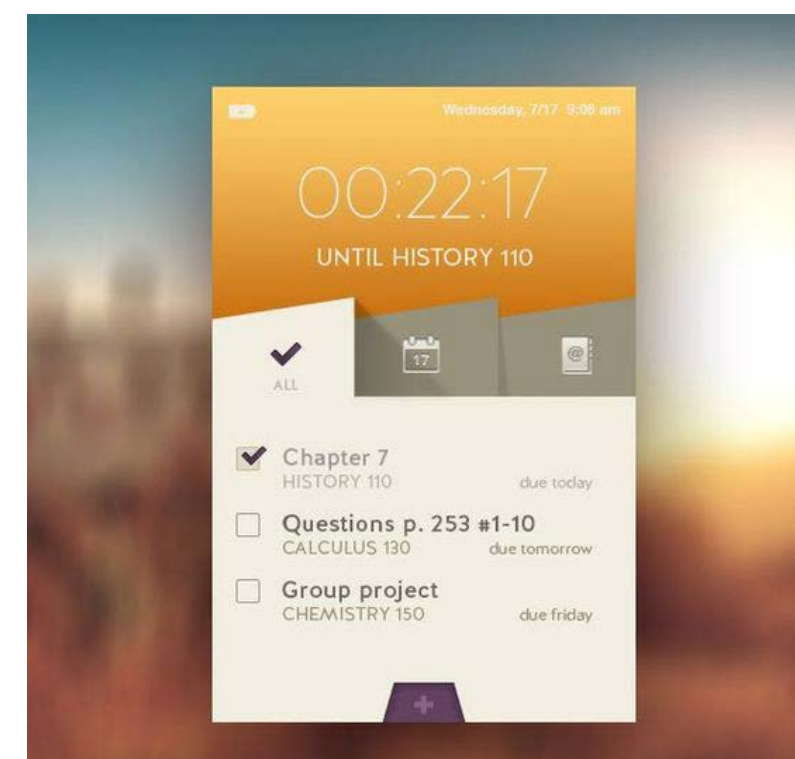 Wednesday, 7/17 9:08 am
00:22:17
UNTIL HISTORY 110
ALL
17
@
Chapter 7
HISTORY 110
due today
Questions p. 253 #1-10
CALCULUS 130
due tomorrow
Group project
CHEMISTRY 150
due friday
+